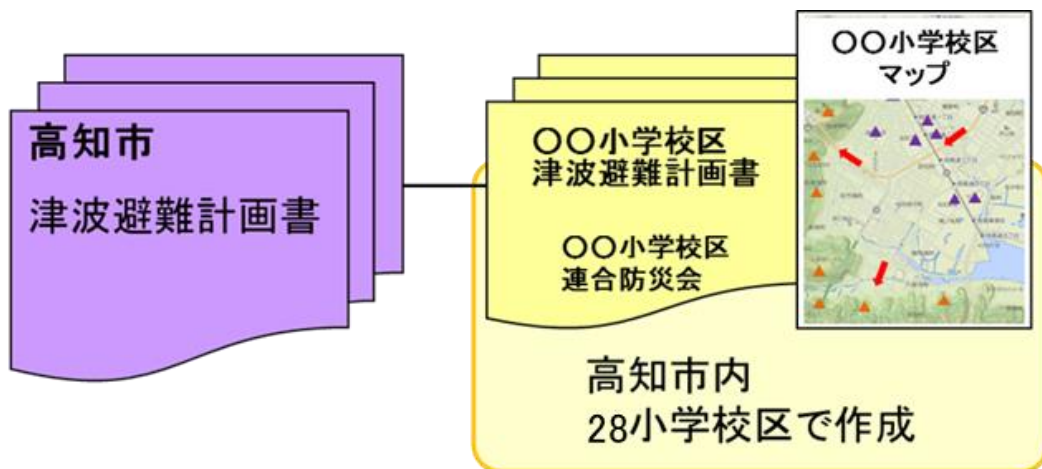 高知市
津波避難計画書
〇〇小学校区
津波避難計画書
〇〇小学校区
連合防災会
〇〇小学校区
マップ
高知市内
28小学校区で作成